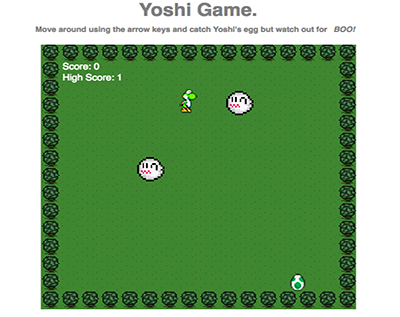 Yoshi Game.
Move around using the arrow keys and catch Yoshi's egg but watch out for BOO!
Score: 0
High Score: 1